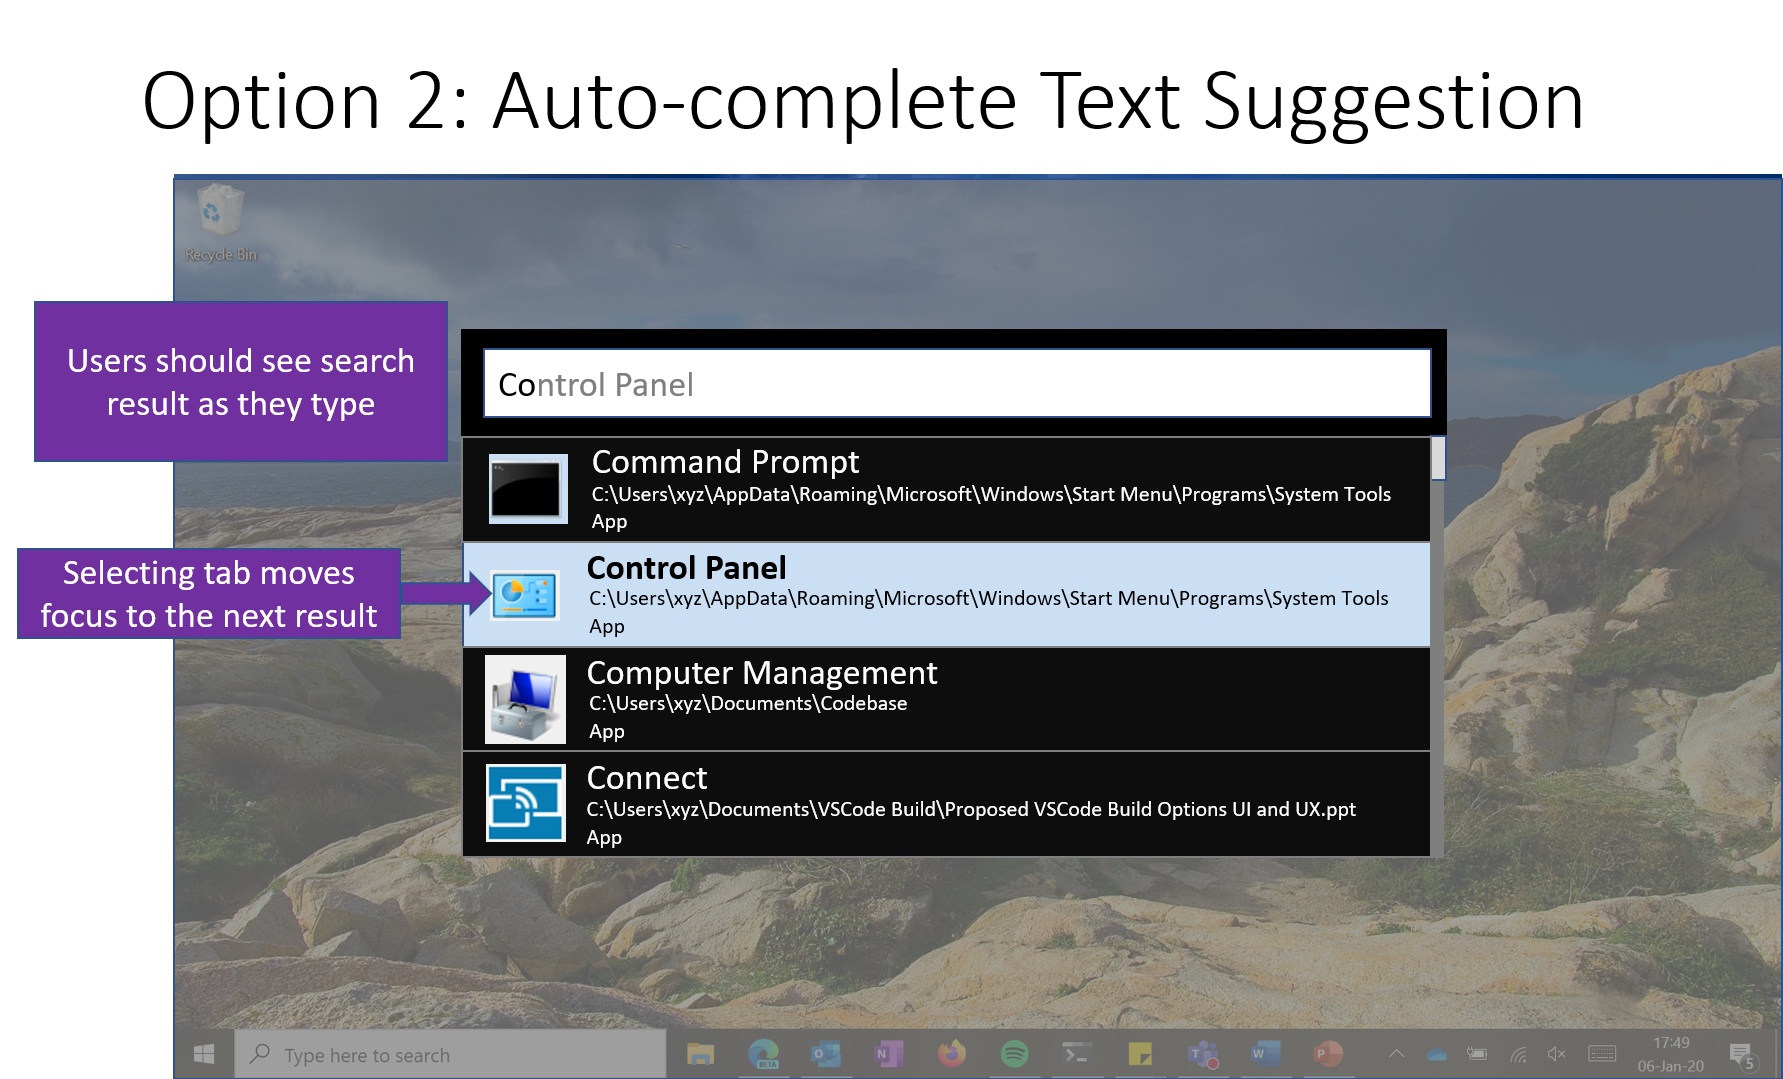 Option 2: Auto-complete Text Suggestion
Recycle Bin
Users should see search
result as they type
Control Panel
Command Prompt
C:\Users\xyz\AppData\Roaming\Microsoft\Windows\Start Menu\Programs\System Tools
App
Selecting tab moves
focus to the next result
Control Panel
C:\Users\xyz\AppData\Roaming\Microsoft\Windows\Start Menu\Programs\System Tools
App
Computer Management
C:\Users\xyz\Documents\Codebase
App
Connect
C:\Users\xyz\Documents\VSCode Build\Proposed VSCode Build Options UI and UX.ppt
App
Type here to search
BETA
17:49
06-Jan-20
5